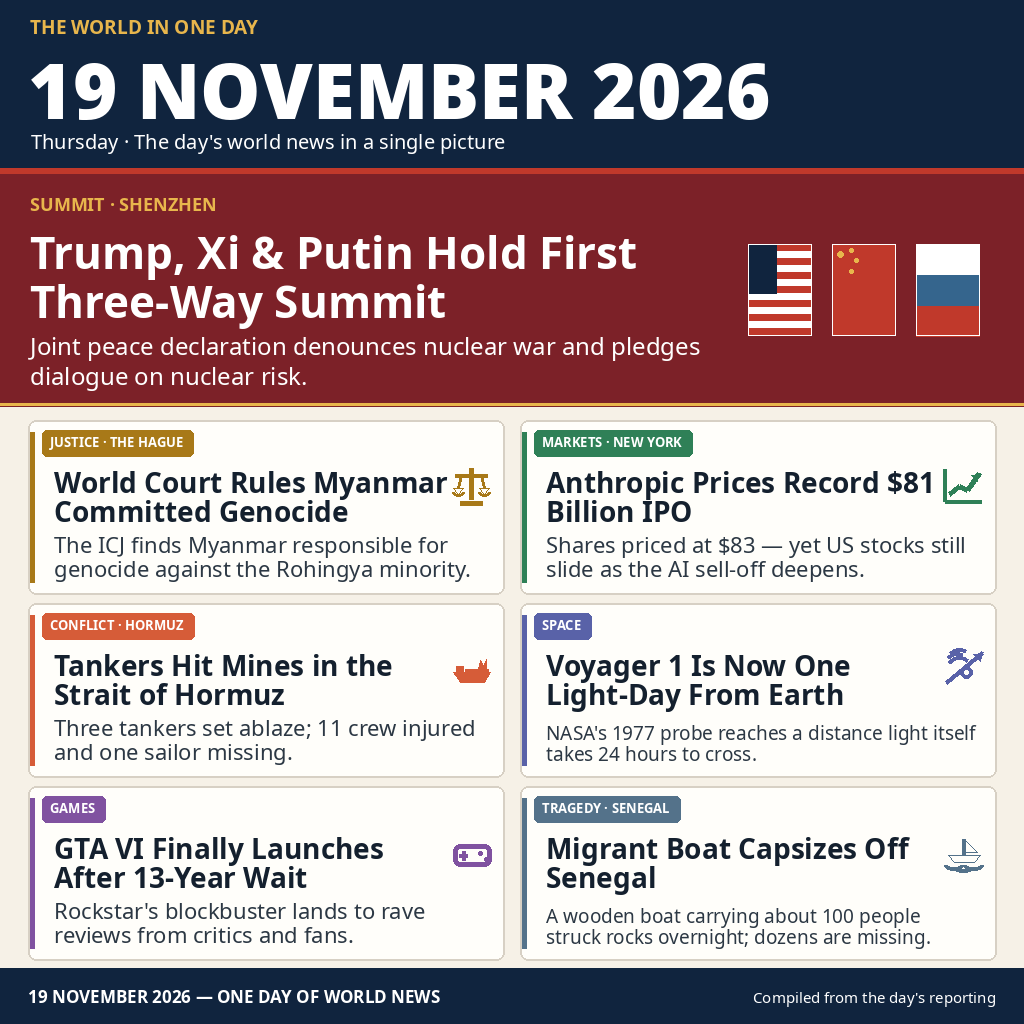 THE WORLD IN ONE DAY
19 NOVEMBER 2026
Thursday · The day's world news in a single picture
SUMMIT · SHENZHEN
Trump, Xi & Putin Hold First
Three-Way Summit
Joint peace declaration denounces nuclear war and pledges
dialogue on nuclear risk.
JUSTICE · THE HAGUE
World Court Rules Myanmar
Committed Genocide
The ICJ finds Myanmar responsible for
genocide against the Rohingya minority.
MARKETS · NEW YORK
Anthropic Prices Record $81
Billion IPO
Shares priced at $83 — yet US stocks still
slide as the AI sell-off deepens.
CONFLICT · HORMUZ
Tankers Hit Mines in the
Strait of Hormuz
Three tankers set ablaze; 11 crew injured
and one sailor missing.
SPACE
Voyager 1 Is Now One
Light-Day From Earth
NASA's 1977 probe reaches a distance light itself
takes 24 hours to cross.
GAMES
GTA VI Finally Launches
After 13-Year Wait
Rockstar's blockbuster lands to rave
reviews from critics and fans.
TRAGEDY · SENEGAL
Migrant Boat Capsizes Off
Senegal
A wooden boat carrying about 100 people
struck rocks overnight; dozens are missing.
19 NOVEMBER 2026 — ONE DAY OF WORLD NEWS
Compiled from the day's reporting